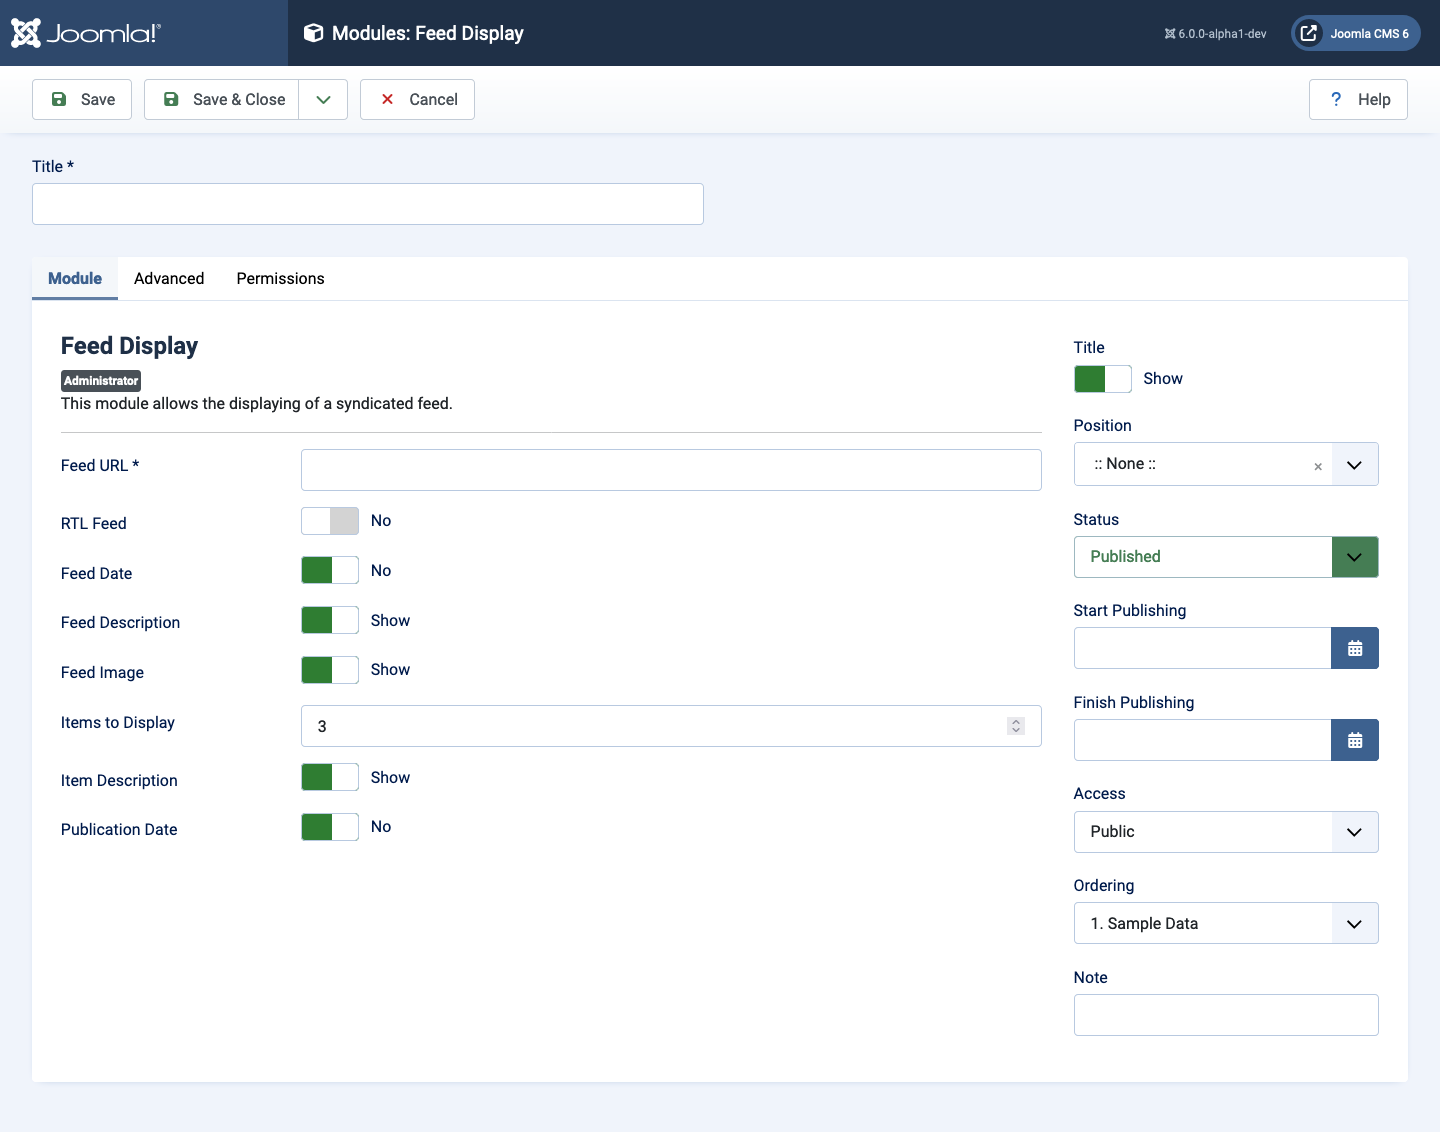 Joomla!®
Modules: Feed Display
6.0.0-alpha1-dev
Joomla CMS 6
Save
Save & Close
Cancel
? Help
Title *
Module
Advanced
Permissions
Feed Display
Administrator
This module allows the displaying of a syndicated feed.
Feed URL *
RTL Feed
No
Feed Date
No
Feed Description
Show
Feed Image
Show
Items to Display
3
Item Description
Show
Publication Date
No
Title
Show
Position
:: None ::
×
Status
Published
Start Publishing
Finish Publishing
Access
Public
Ordering
1. Sample Data
Note